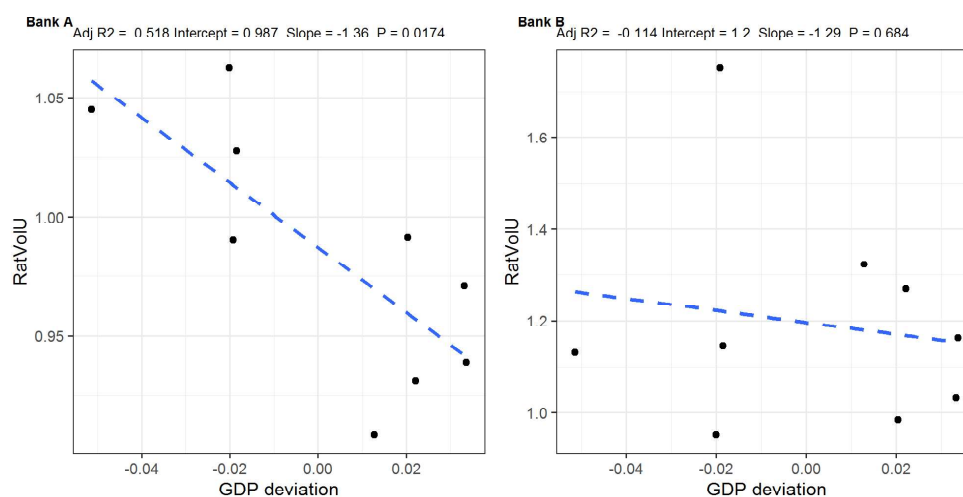 Bank A
Adj R2 = 0.518 Intercept = 0.987 Slope = -1.36 P = 0.0174
RatVolU
1.05
1.00
0.95
-0.04 -0.02 0.00 0.02
GDP deviation
Bank B
Adj R2 = -0.114 Intercept = 1.2 Slope = -1.29 P = 0.684
RatVolU
1.6
1.4
1.2
1.0
-0.04 -0.02 0.00 0.02
GDP deviation